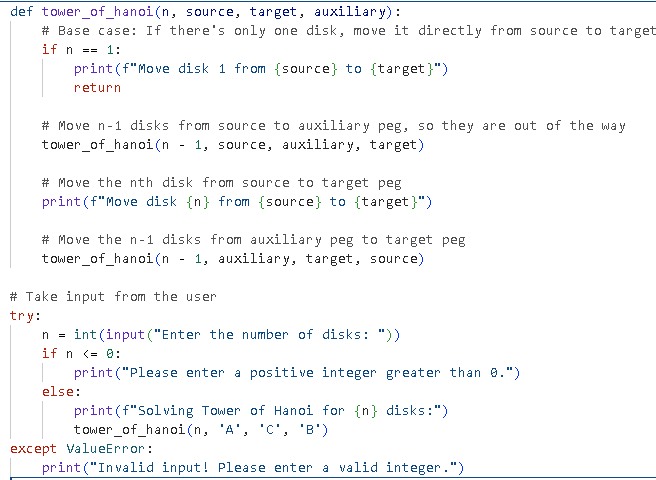 def tower_of_hanoi(n, source, target, auxiliary):
    # Base case: If there's only one disk, move it directly from source to target
    if n == 1:
        print(f"Move disk 1 from {source} to {target}")
        return

    # Move n-1 disks from source to auxiliary peg, so they are out of the way
    tower_of_hanoi(n - 1, source, auxiliary, target)

    # Move the nth disk from source to target peg
    print(f"Move disk {n} from {source} to {target}")

    # Move the n-1 disks from auxiliary peg to target peg
    tower_of_hanoi(n - 1, auxiliary, target, source)

# Take input from the user
try:
    n = int(input("Enter the number of disks: "))
    if n <= 0:
        print("Please enter a positive integer greater than 0.")
    else:
        print(f"Solving Tower of Hanoi for {n} disks:")
        tower_of_hanoi(n, 'A', 'C', 'B')
except ValueError:
    print("Invalid input! Please enter a valid integer.")